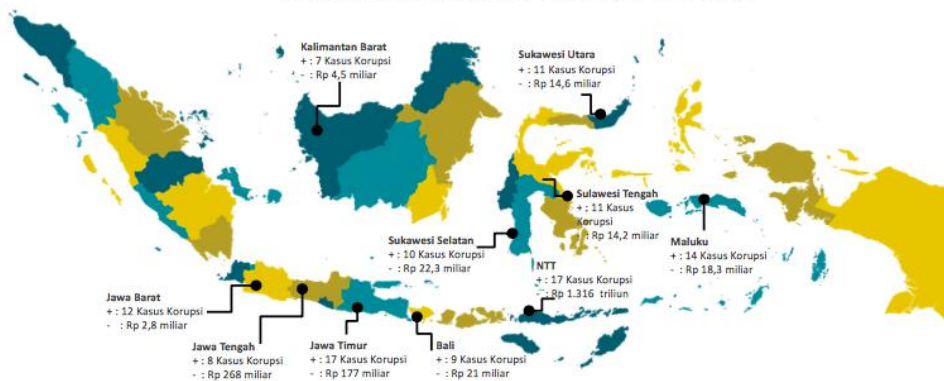 Kalimantan Barat
+ : 7 Kasus Korupsi
- : Rp 4,5 miliar
Sukawesi Utara
+ : 11 Kasus Korupsi
- : Rp 14,6 miliar
Sulawesi Tengah
+ : 11 Kasus
Korupsi
- : Rp 14,2 miliar
Maluku
+ : 14 Kasus Korupsi
- : Rp 18,3 miliar
Sukawesi Selatan
+ : 10 Kasus Korupsi
- : Rp 22,3 miliar
NTT
+ : 17 Kasus Korupsi
- : Rp 1.316 triliun
Jawa Barat
+ : 12 Kasus Korupsi
- : Rp 2,8 miliar
Jawa Tengah
+ : 8 Kasus Korupsi
- : Rp 268 miliar
Jawa Timur
+ : 17 Kasus Korupsi
- : Rp 177 miliar
Bali
+ : 9 Kasus Korupsi
- : Rp 21 miliar